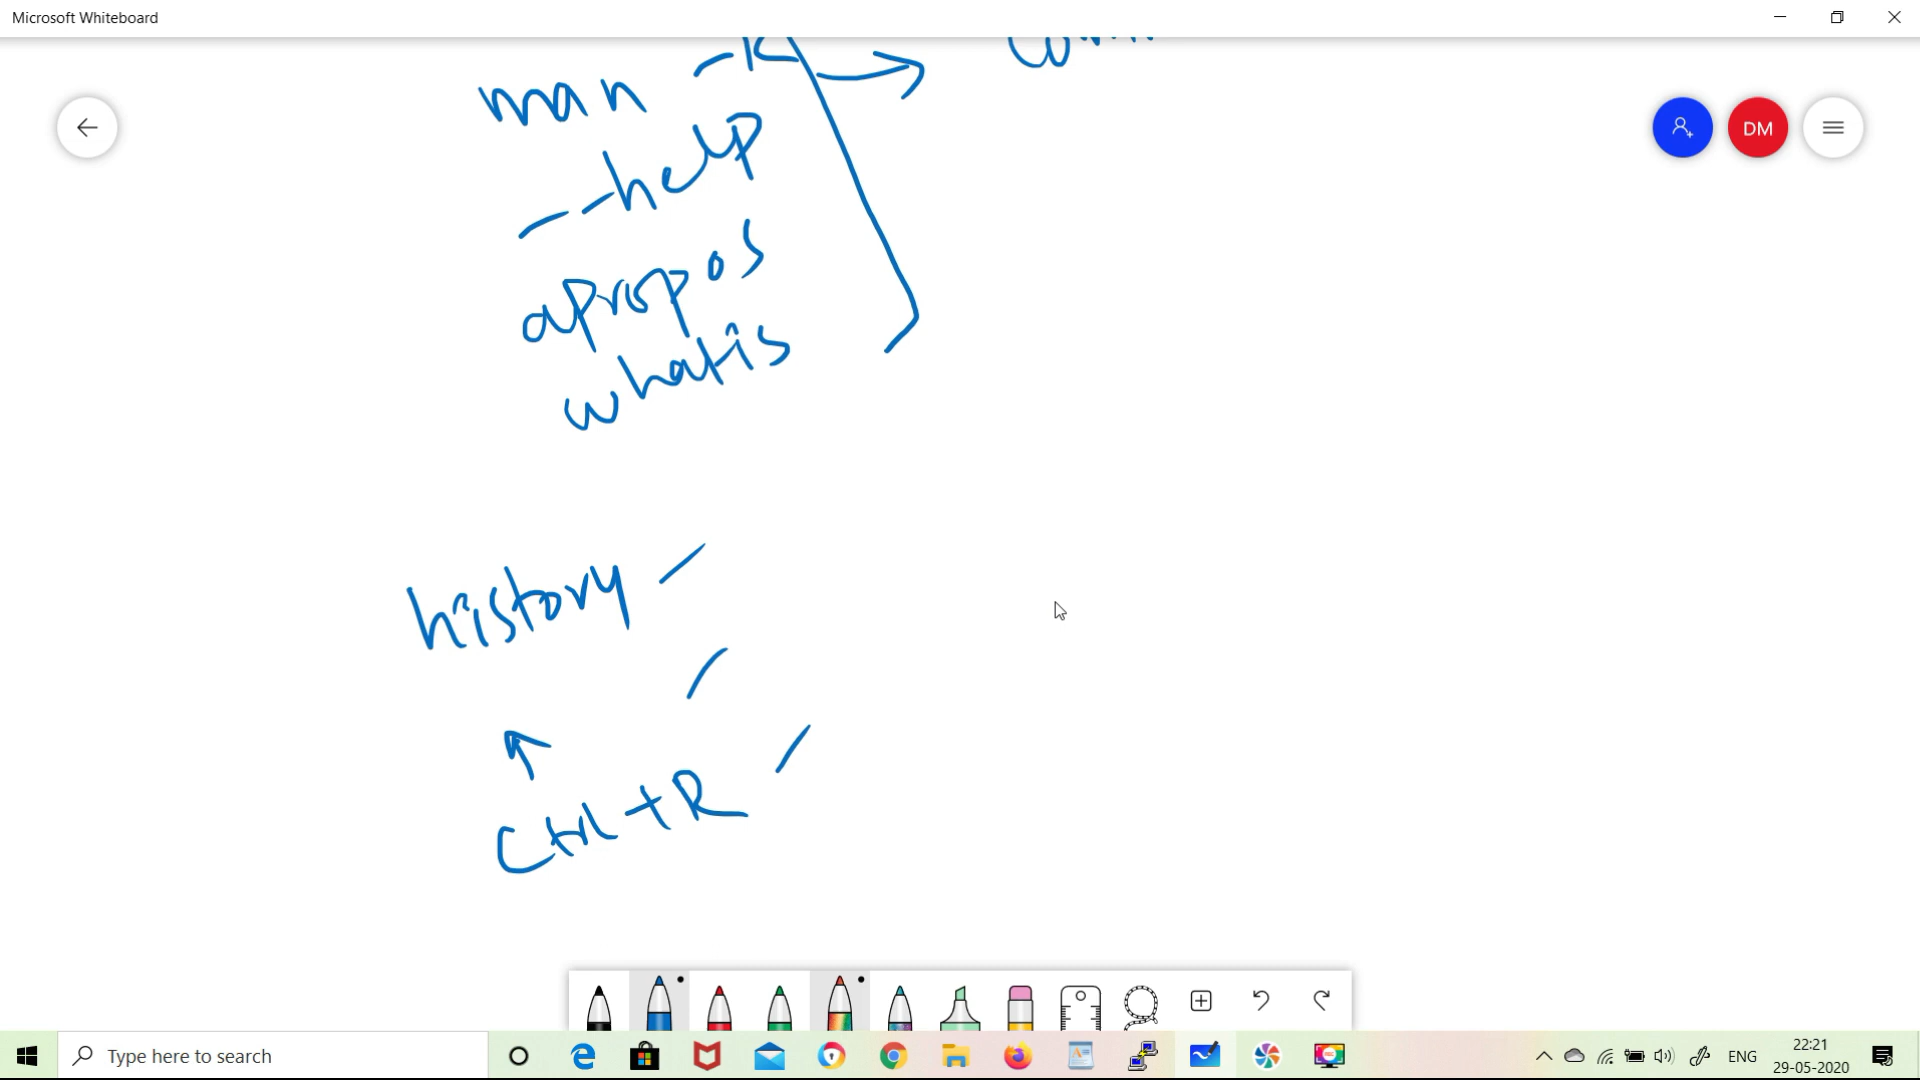 Microsoft Whiteboard
man -k
--help
apropos
whatis
history -
Ctrl+R
DM
Type here to search
ENG
22:21
29-05-2020